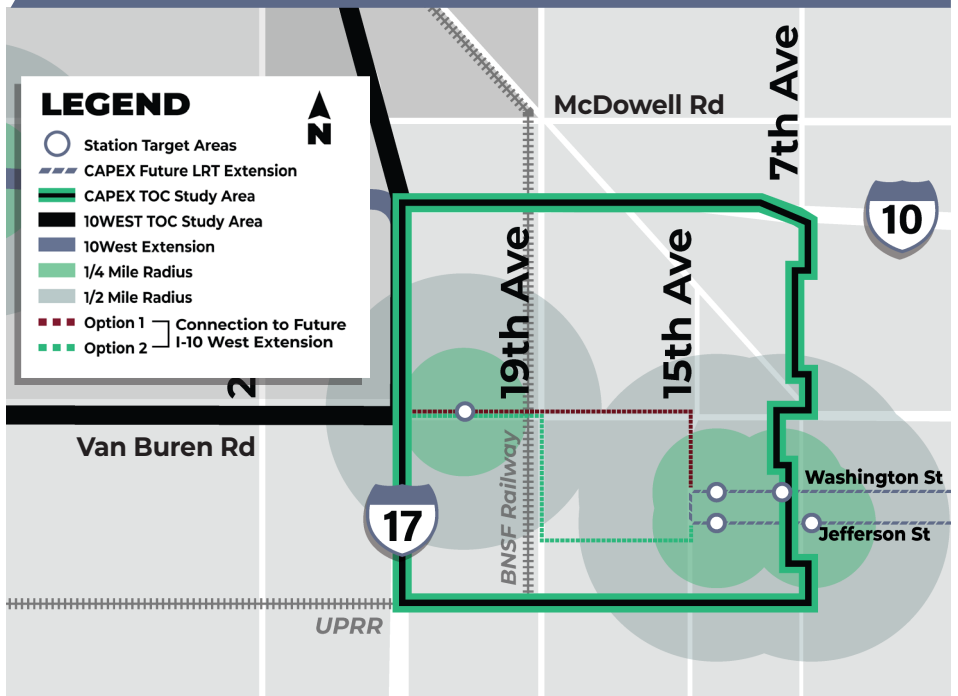 LEGEND
N
Station Target Areas
CAPEX Future LRT Extension
CAPEX TOC Study Area
10WEST TOC Study Area
10West Extension
1/4 Mile Radius
1/2 Mile Radius
Option 1
Option 2
Connection to Future
I-10 West Extension
McDowell Rd
7th Ave
10
19th Ave
15th Ave
2
Van Buren Rd
BNSF Railway
Washington St
Jefferson St
17
UPRR